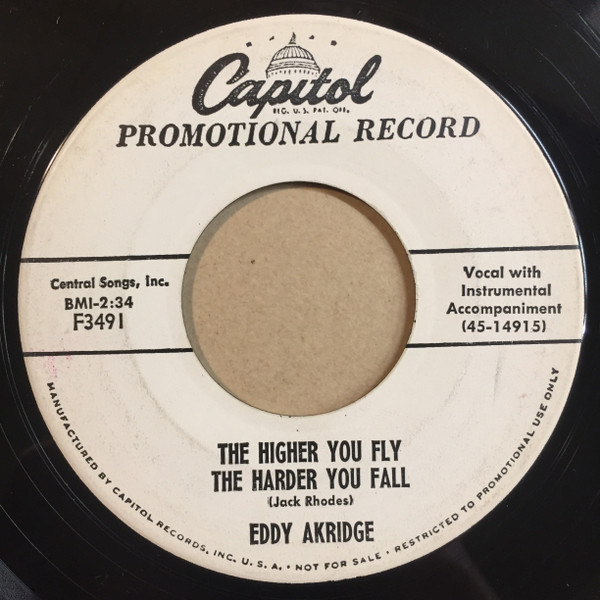 Capitol
REG. U.S. PAT. OFF.
PROMOTIONAL RECORD
Central Songs, Inc.
BMI-2:34
F3491
Vocal with
Instrumental
Accompaniment
(45-14915)
THE HIGHER YOU FLY
THE HARDER YOU FALL
(Jack Rhodes)
EDDY AKRIDGE
MANUFACTURED BY CAPITOL RECORDS, INC. U.S.A. • NOT FOR SALE • RESTRICTED TO PROMOTIONAL USE ONLY